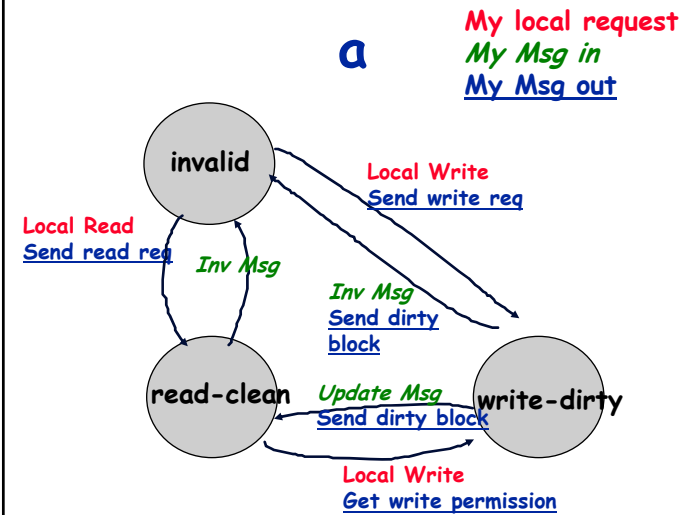 a
My local request
My Msg in
My Msg out
invalid
Local Write
Send write req
Local Read
Send read req
Inv Msg
Inv Msg
Send dirty
block
read-clean
Update Msg
Send dirty block
write-dirty
Local Write
Get write permission